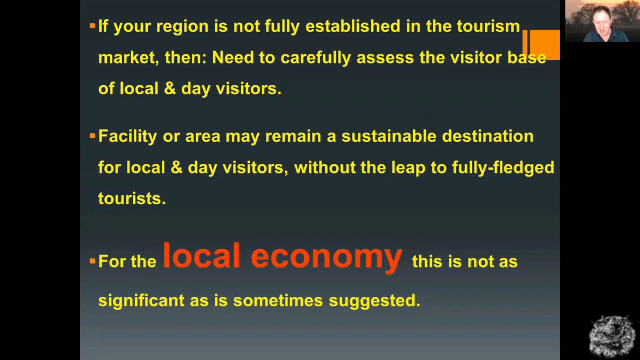 ▪If your region is not fully established in the tourism
market, then: Need to carefully assess the visitor base
of local & day visitors.
▪Facility or area may remain a sustainable destination
for local & day visitors, without the leap to fully-fledged
tourists.
▪For the local economy this is not as
significant as is sometimes suggested.